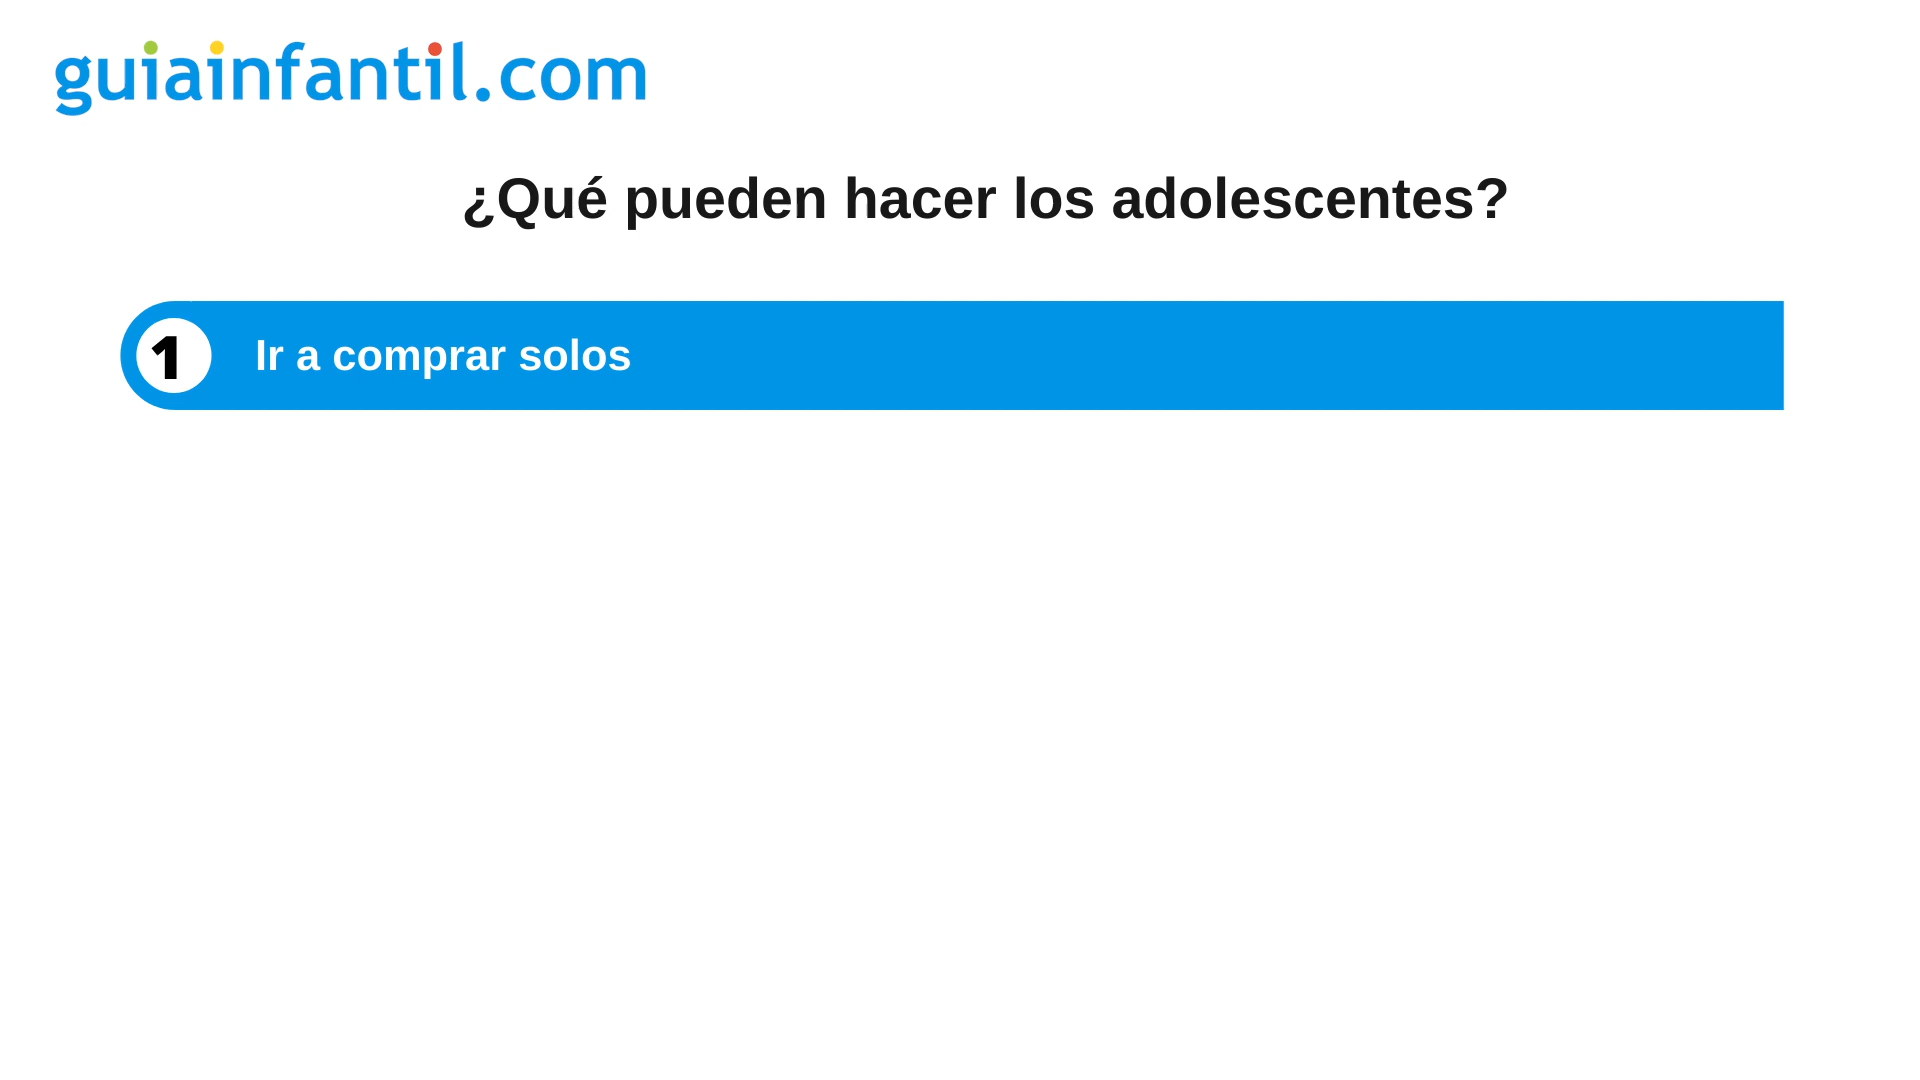 guiainfantil.com
¿Qué pueden hacer los adolescentes?
1 Ir a comprar solos